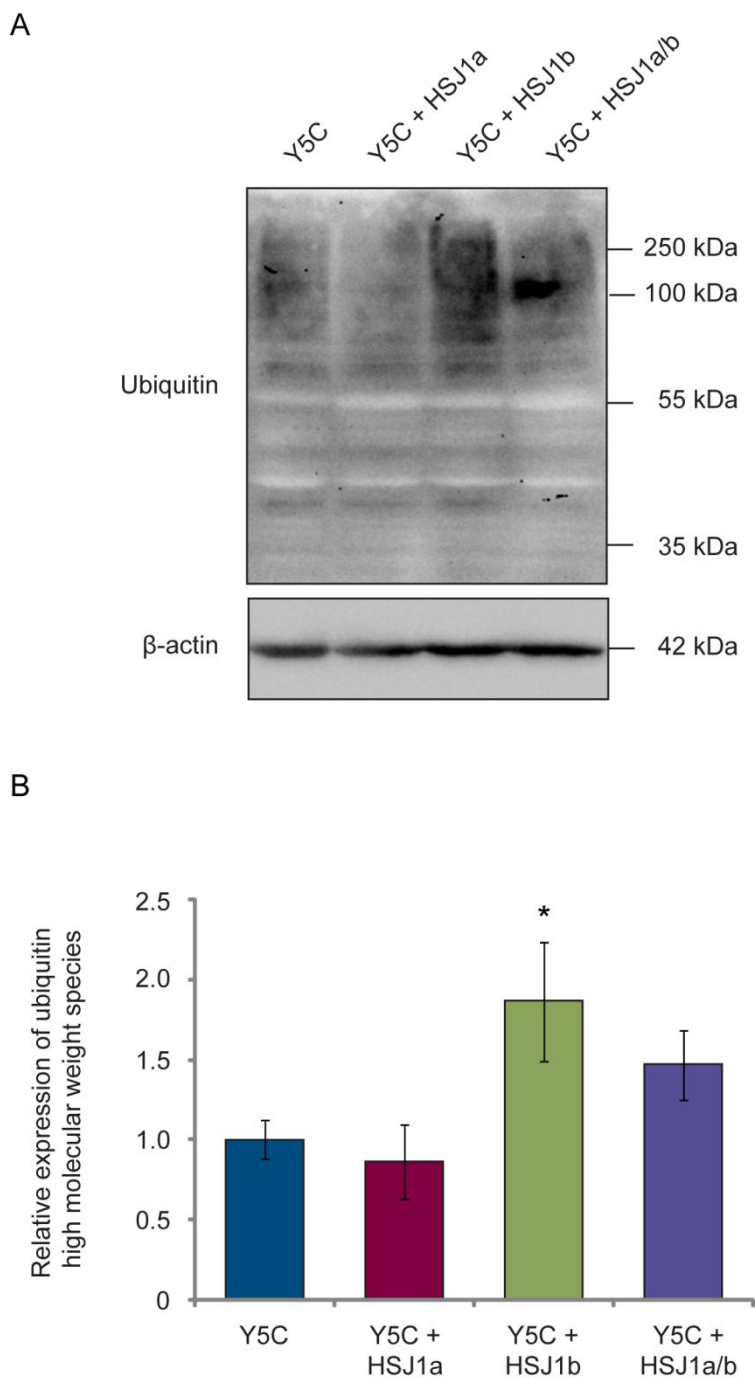 A
Y5C
Y5C + HSJ1a
Y5C + HSJ1b
Y5C + HSJ1a/b
250 kDa
100 kDa
Ubiquitin
55 kDa
35 kDa
β-actin
42 kDa
B
Relative expression of ubiquitin
high molecular weight species
2.5
2.0
1.5
1.0
0.5
0
*
Y5C
Y5C +
HSJ1a
Y5C +
HSJ1b
Y5C +
HSJ1a/b